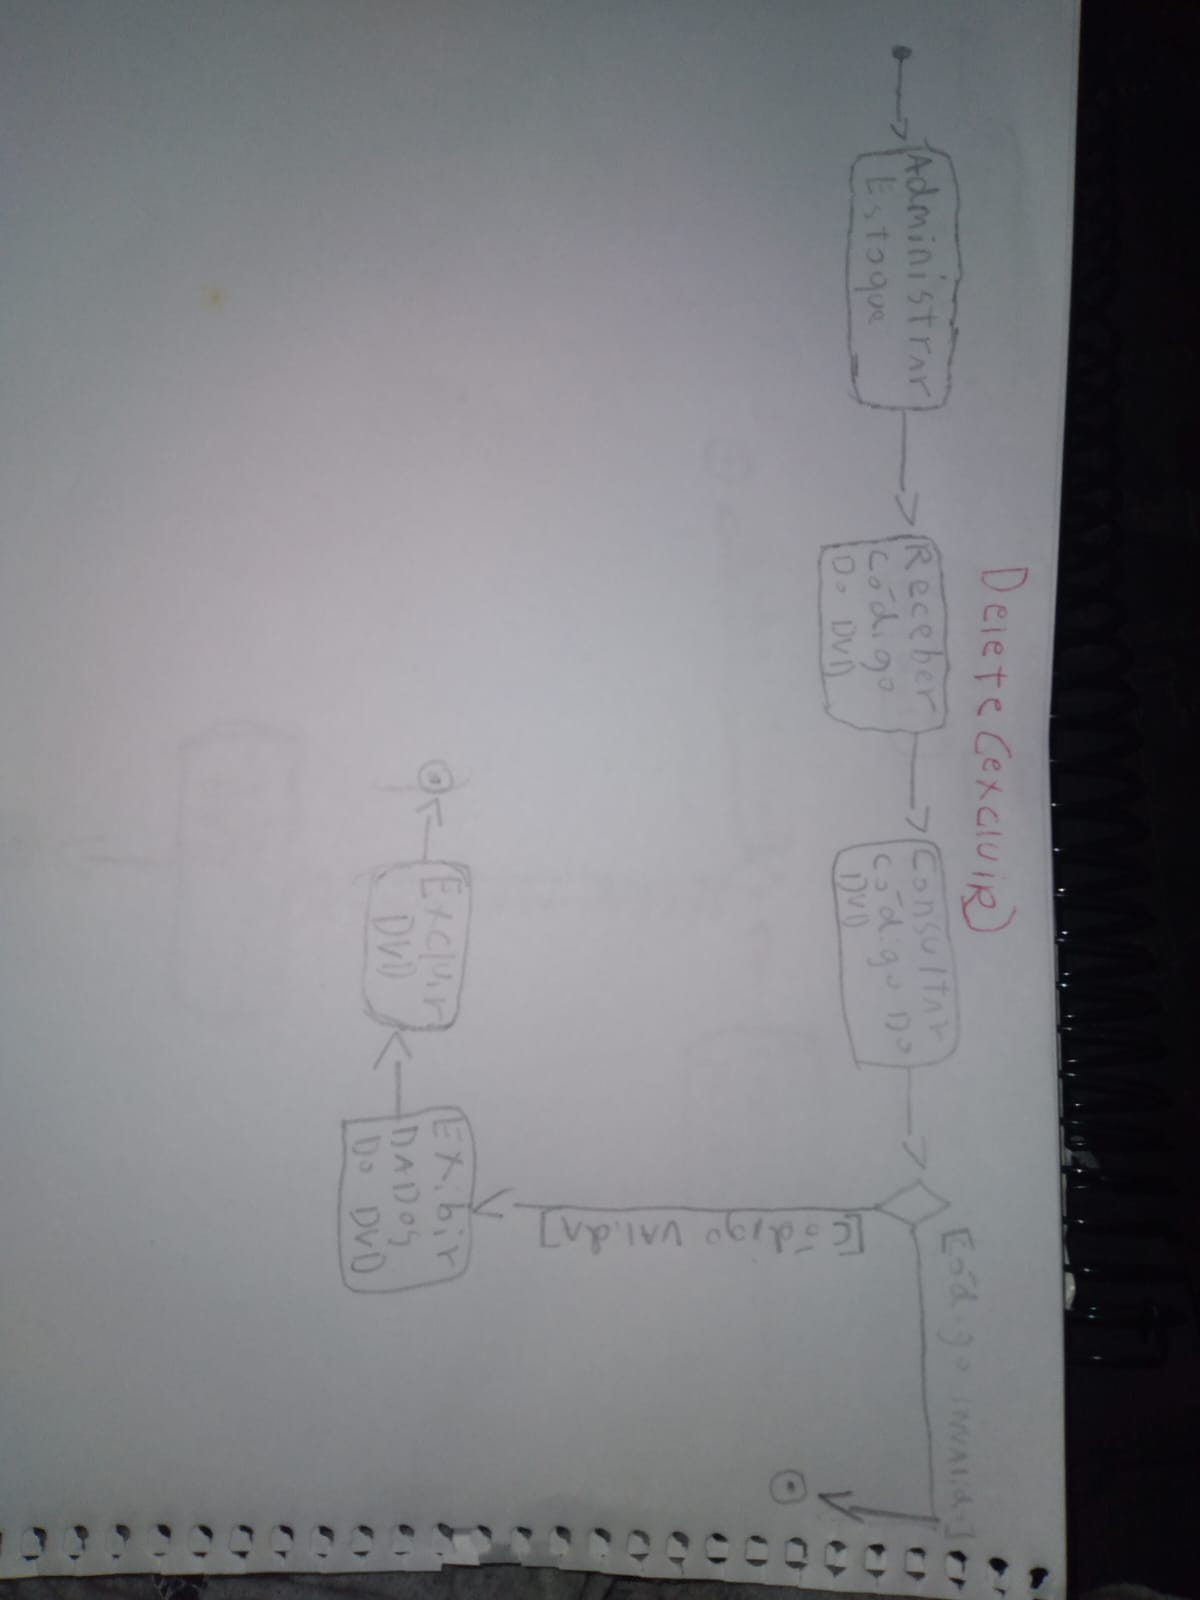 Delete (excluir)
Administrar
Estoque
Receber
código
Do DVD
Consultar
código Do
DVD
[código invalido]
[código valida]
Exibir
DADOS
Do DVD
Excluir
DVD